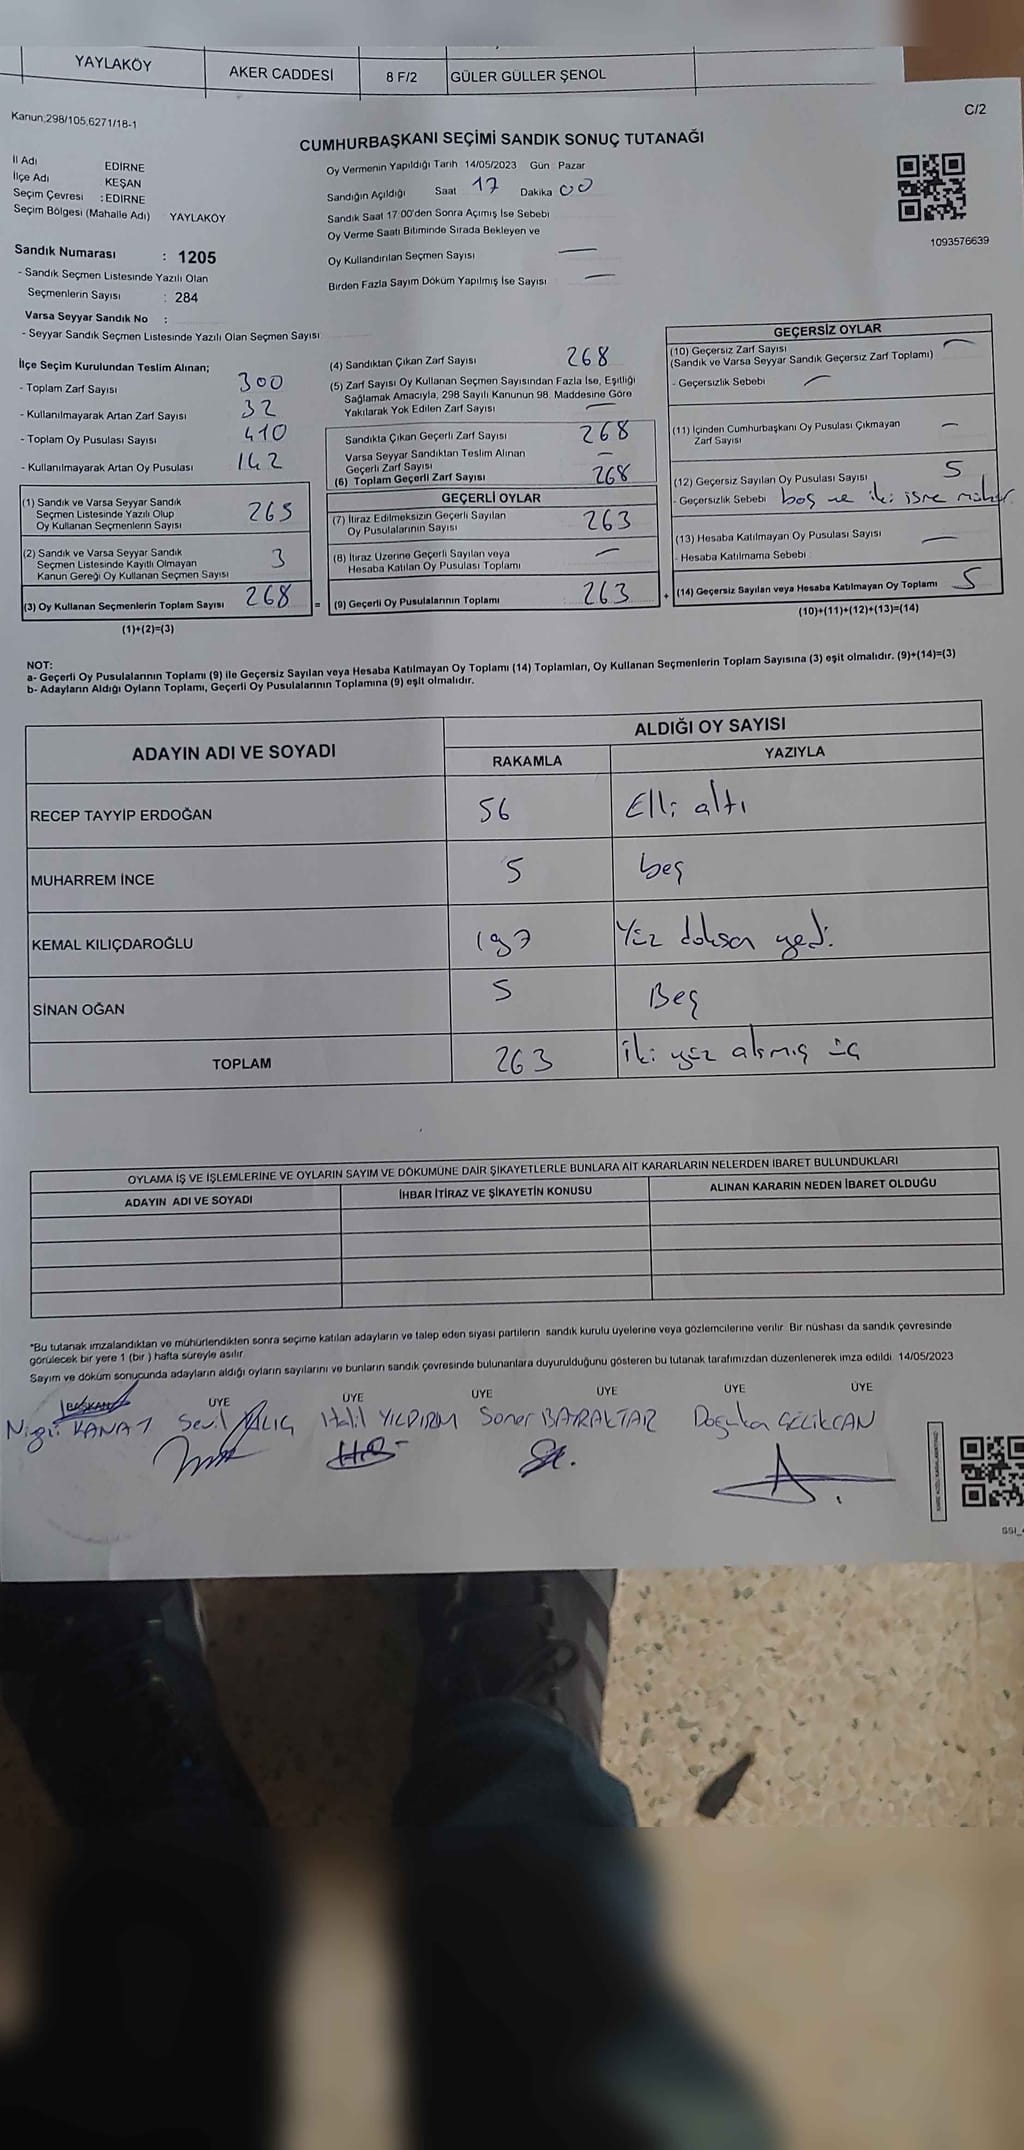 YAYLAKÖY AKER CADDESİ 8 F/2 GÜLER GÜLLER ŞENOL
C/2
Kanun;298/105,6271/18-1
CUMHURBAŞKANI SEÇİMİ SANDIK SONUÇ TUTANAĞI
İl Adı EDİRNE
İlçe Adı KEŞAN
Seçim Çevresi : EDİRNE
Seçim Bölgesi (Mahalle Adı) YAYLAKÖY
Sandık Numarası : 1205
- Sandık Seçmen Listesinde Yazılı Olan
Seçmenlerin Sayısı : 284
Varsa Seyyar Sandık No :
- Seyyar Sandık Seçmen Listesinde Yazılı Olan Seçmen Sayısı
Oy Vermenin Yapıldığı Tarih 14/05/2023 Gün : Pazar
Sandığın Açıldığı Saat 17 Dakika 00
Sandık Saat 17 00'den Sonra Açımış İse Sebebi
Oy Verme Saati Bitiminde Sırada Bekleyen ve
Oy Kullandırılan Seçmen Sayısı —
Birden Fazla Sayım Döküm Yapılmış İse Sayısı —
1093576639
İlçe Seçim Kurulundan Teslim Alınan;
- Toplam Zarf Sayısı 300
- Kullanılmayarak Artan Zarf Sayısı 32
- Toplam Oy Pusulası Sayısı 410
- Kullanılmayarak Artan Oy Pusulası 142
(1) Sandık ve Varsa Seyyar Sandık
Seçmen Listesinde Yazılı Olup
Oy Kullanan Seçmenlerin Sayısı 265
(2) Sandık ve Varsa Seyyar Sandık
Seçmen Listesinde Kayıtlı Olmayan
Kanun Gereği Oy Kullanan Seçmen Sayısı 3
(3) Oy Kullanan Seçmenlerin Toplam Sayısı 268 =
(1)+(2)=(3)
(4) Sandıktan Çıkan Zarf Sayısı 268
(5) Zarf Sayısı Oy Kullanan Seçmen Sayısından Fazla İse, Eşitliği
Sağlamak Amacıyla, 298 Sayılı Kanunun 98. Maddesine Göre
Yakılarak Yok Edilen Zarf Sayısı —
Sandıkta Çıkan Geçerli Zarf Sayısı 268
Varsa Seyyar Sandıktan Teslim Alınan
Geçerli Zarf Sayısı —
(6) Toplam Geçerli Zarf Sayısı 268
GEÇERLİ OYLAR
(7) İtiraz Edilmeksizin Geçerli Sayılan
Oy Pusulalarının Sayısı 263
(8) İtiraz Üzerine Geçerli Sayılan veya
Hesaba Katılan Oy Pusulası Toplamı —
(9) Geçerli Oy Pusulalarının Toplamı 263 +
GEÇERSİZ OYLAR
(10) Geçersiz Zarf Sayısı —
(Sandık ve Varsa Seyyar Sandık Geçersiz Zarf Toplamı)
- Geçersizlik Sebebi —
(11) İçinden Cumhurbaşkanı Oy Pusulası Çıkmayan
Zarf Sayısı —
(12) Geçersiz Sayılan Oy Pusulası Sayısı 5
- Geçersizlik Sebebi boş ve iki isme mühür
(13) Hesaba Katılmayan Oy Pusulası Sayısı —
- Hesaba Katılmama Sebebi
(14) Geçersiz Sayılan veya Hesaba Katılmayan Oy Toplamı 5
(10)+(11)+(12)+(13)=(14)
NOT:
a- Geçerli Oy Pusulalarının Toplamı (9) ile Geçersiz Sayılan veya Hesaba Katılmayan Oy Toplamı (14) Toplamları, Oy Kullanan Seçmenlerin Toplam Sayısına (3) eşit olmalıdır. (9)+(14)=(3)
b- Adayların Aldığı Oyların Toplamı, Geçerli Oy Pusulalarının Toplamına (9) eşit olmalıdır.
ADAYIN ADI VE SOYADI ALDIĞI OY SAYISI
RAKAMLA YAZIYLA
RECEP TAYYİP ERDOĞAN 56 Elli altı
MUHARREM İNCE 5 beş
KEMAL KILIÇDAROĞLU 197 Yüz doksan yedi
SİNAN OĞAN 5 Beş
TOPLAM 263 iki yüz altmış üç
OYLAMA İŞ VE İŞLEMLERİNE VE OYLARIN SAYIM VE DÖKÜMÜNE DAİR ŞİKAYETLERLE BUNLARA AİT KARARLARIN NELERDEN İBARET BULUNDUKLARI
ADAYIN ADI VE SOYADI İHBAR İTİRAZ VE ŞİKAYETİN KONUSU ALINAN KARARIN NEDEN İBARET OLDUĞU
*Bu tutanak imzalandıktan ve mühürlendikten sonra seçime katılan adayların ve talep eden siyasi partilerin sandık kurulu üyelerine veya gözlemcilerine verilir. Bir nüshası da sandık çevresinde
görülecek bir yere 1 (bir ) hafta süreyle asılır.
Sayım ve döküm sonucunda adayların aldığı oyların sayılarını ve bunların sandık çevresinde bulunanlara duyurulduğunu gösteren bu tutanak tarafımızdan düzenlenerek imza edildi. 14/05/2023
BAŞKAN ÜYE ÜYE ÜYE ÜYE ÜYE ÜYE
KANAT Sevil Halil YILDIRIM Soner BAYRAKTAR